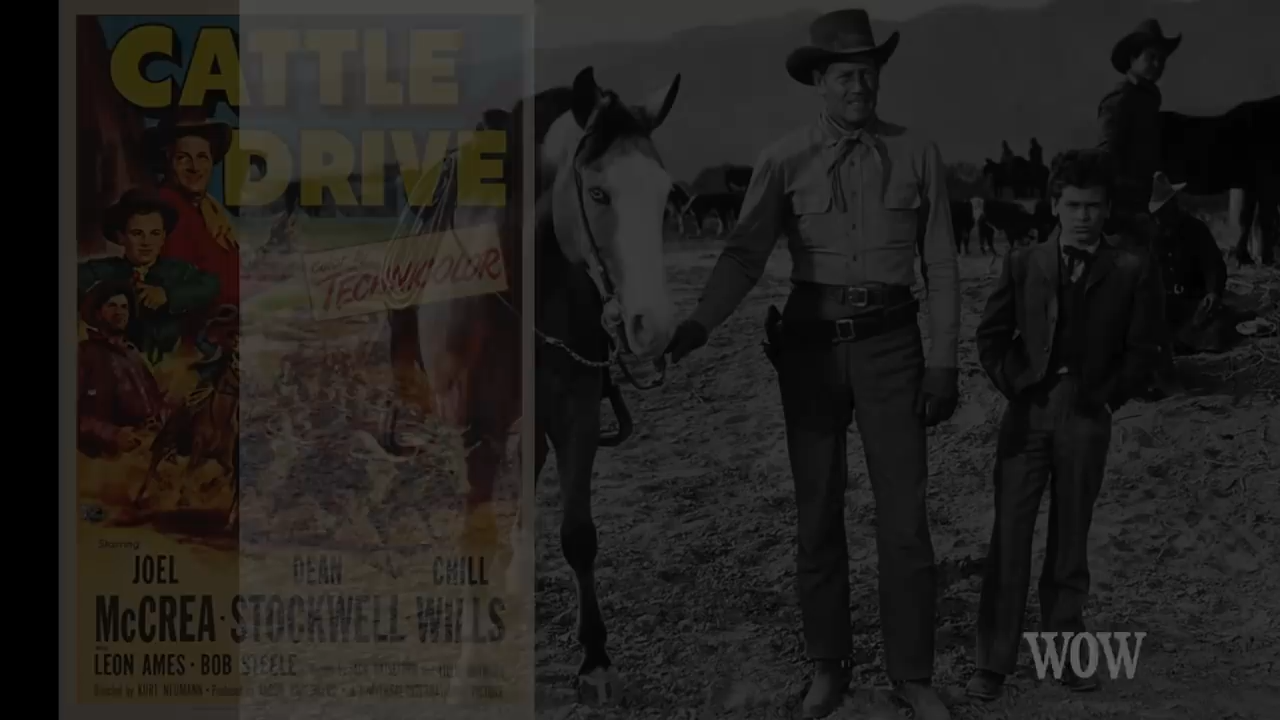 CATTLE
DRIVE
TECHNICOLOR
Starring
JOEL DEAN CHILL
McCREA · STOCKWELL · WILLS
LEON AMES · BOB STEELE
Directed by KURT NEUMANN ·
WOW